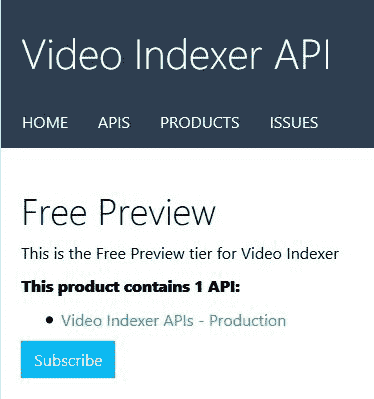 Video Indexer API
HOME APIS PRODUCTS ISSUES
Free Preview
This is the Free Preview tier for Video Indexer
This product contains 1 API:
Video Indexer APIs - Production
Subscribe